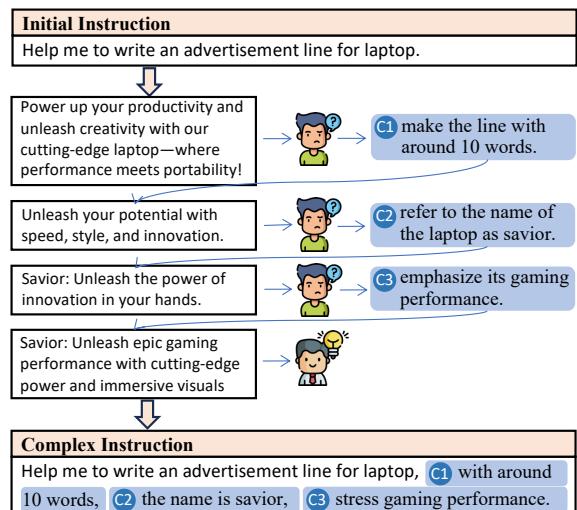 Initial Instruction
Help me to write an advertisement line for laptop.
Power up your productivity and
unleash creativity with our
cutting-edge laptop—where
performance meets portability!
?
C1 make the line with
around 10 words.
Unleash your potential with
speed, style, and innovation.
?
C2 refer to the name of
the laptop as savior.
Savior: Unleash the power of
innovation in your hands.
?
C3 emphasize its gaming
performance.
Savior: Unleash epic gaming
performance with cutting-edge
power and immersive visuals
Complex Instruction
Help me to write an advertisement line for laptop, C1 with around
10 words, C2 the name is savior, C3 stress gaming performance.